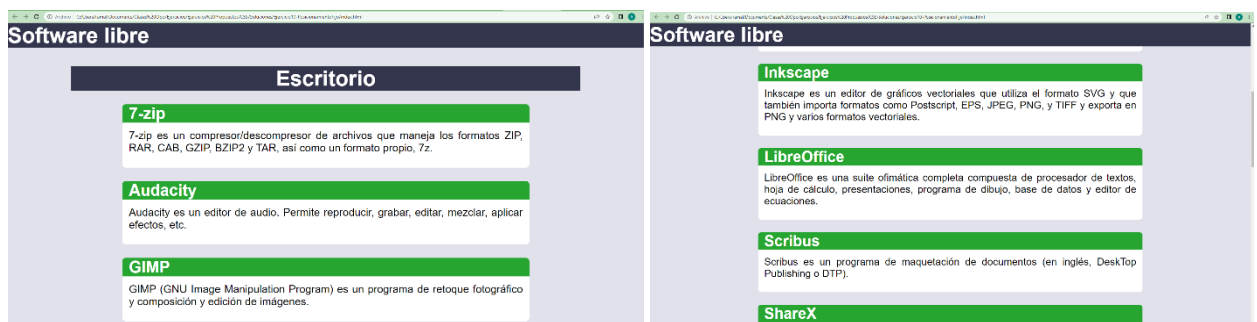 Software libre
Escritorio
7-zip
7-zip es un compresor/descompresor de archivos que maneja los formatos ZIP,
RAR, CAB, GZIP, BZIP2 y TAR, así como un formato propio, 7z.
Audacity
Audacity es un editor de audio. Permite reproducir, grabar, editar, mezclar, aplicar
efectos, etc.
GIMP
GIMP (GNU Image Manipulation Program) es un programa de retoque fotográfico
y composición y edición de imágenes.
Software libre
Inkscape
Inkscape es un editor de gráficos vectoriales que utiliza el formato SVG y que
también importa formatos como Postscript, EPS, JPEG, PNG, y TIFF y exporta en
PNG y varios formatos vectoriales.
LibreOffice
LibreOffice es una suite ofimática completa compuesta de procesador de textos,
hoja de cálculo, presentaciones, programa de dibujo, base de datos y editor de
ecuaciones.
Scribus
Scribus es un programa de maquetación de documentos (en inglés, DeskTop
Publishing o DTP).
ShareX